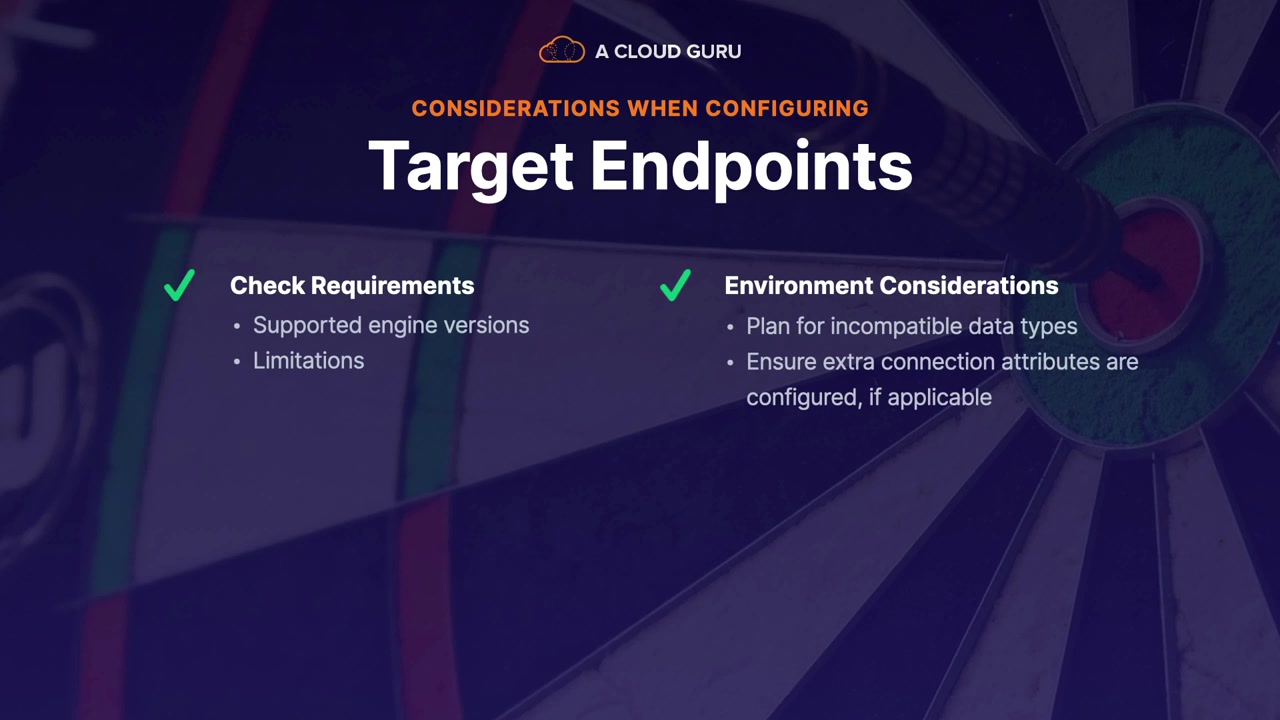 A CLOUD GURU
CONSIDERATIONS WHEN CONFIGURING
Target Endpoints
Check Requirements
• Supported engine versions
• Limitations
Environment Considerations
• Plan for incompatible data types
• Ensure extra connection attributes are
configured, if applicable